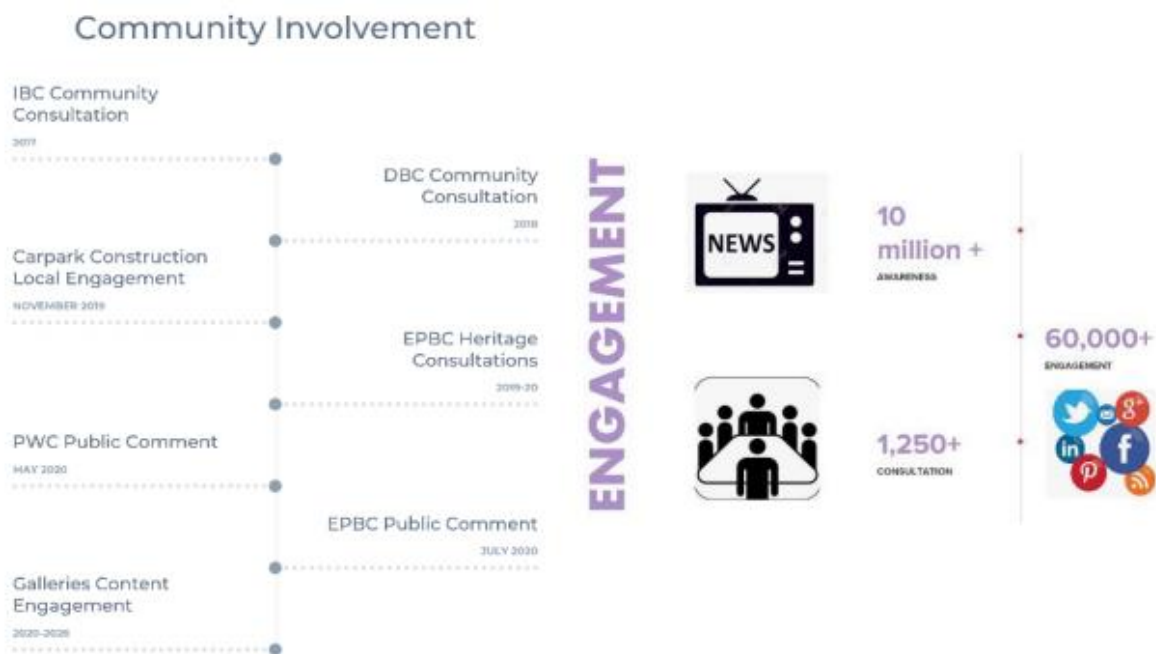 Community Involvement
IBC Community
Consultation
2017
DBC Community
Consultation
2018
Carpark Construction
Local Engagement
NOVEMBER 2019
EPBC Heritage
Consultations
2019-20
PWC Public Comment
MAY 2020
EPBC Public Comment
JULY 2020
Galleries Content
Engagement
ENGAGEMENT
NEWS
10
million +
AWARENESS
60,000+
ENGAGEMENT
1,250+
CONSULTATION
g+
in
f